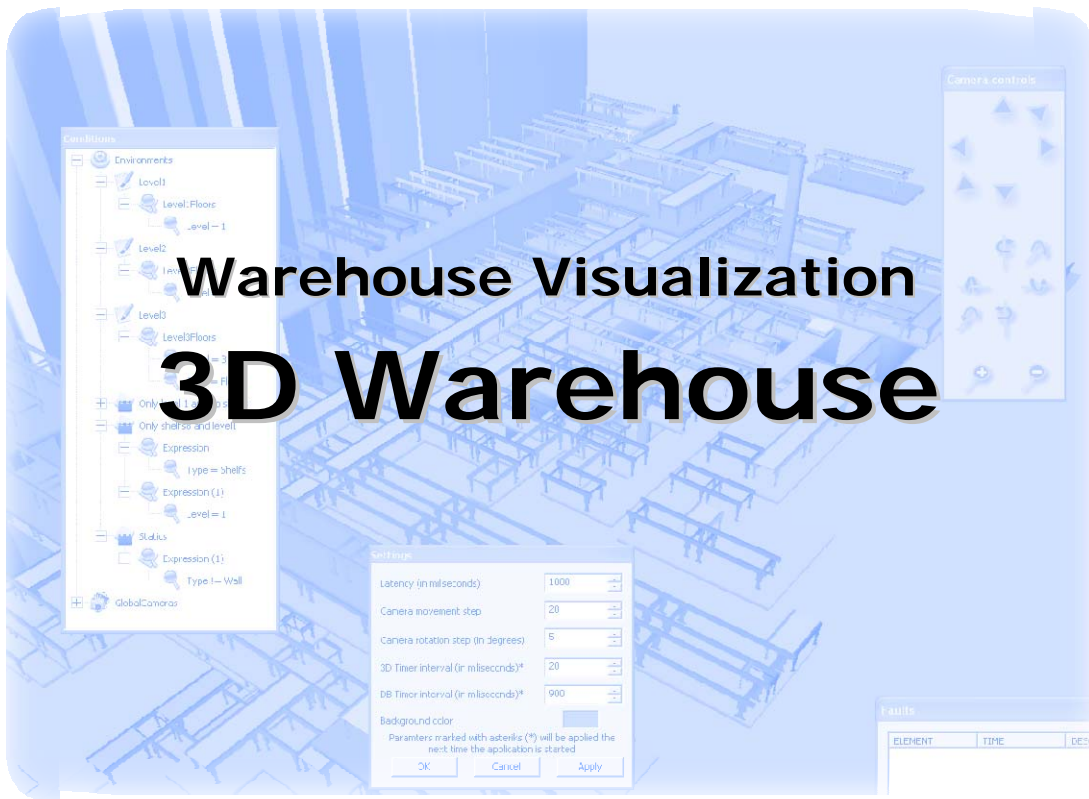 Warehouse Visualization
3D Warehouse
Conditions
Environments
Level1
Level1Floors
Level = 1
Level2
Level3
Level3Floors
Only shelfs and level1
Expression
Type = Shelfs
Expression (1)
Level = 1
Statics
Expression (1)
Type != Wall
GlobalCameras
Camera controls
Settings
Latency (in miliseconds) 1000
Camera movement step 20
Camera rotation step (in degrees) 5
3D Timer interval (in miliseconds)* 20
DB Timer interval (in miliseconds)* 900
Background color
Paramters marked with asteriks (*) will be applied the
next time the application is started
OK Cancel Apply
Faults
ELEMENT TIME